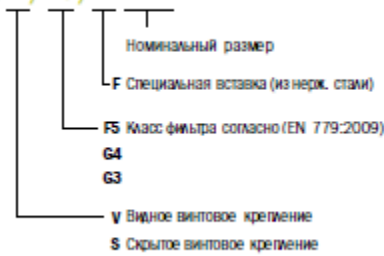 Номинальный размер
F Специальная вставка (из нерж. стали)
F5 Класс фильтра согласно (EN 779:2009)
G4
G3
V Видное винтовое крепление
S Скрытое винтовое крепление